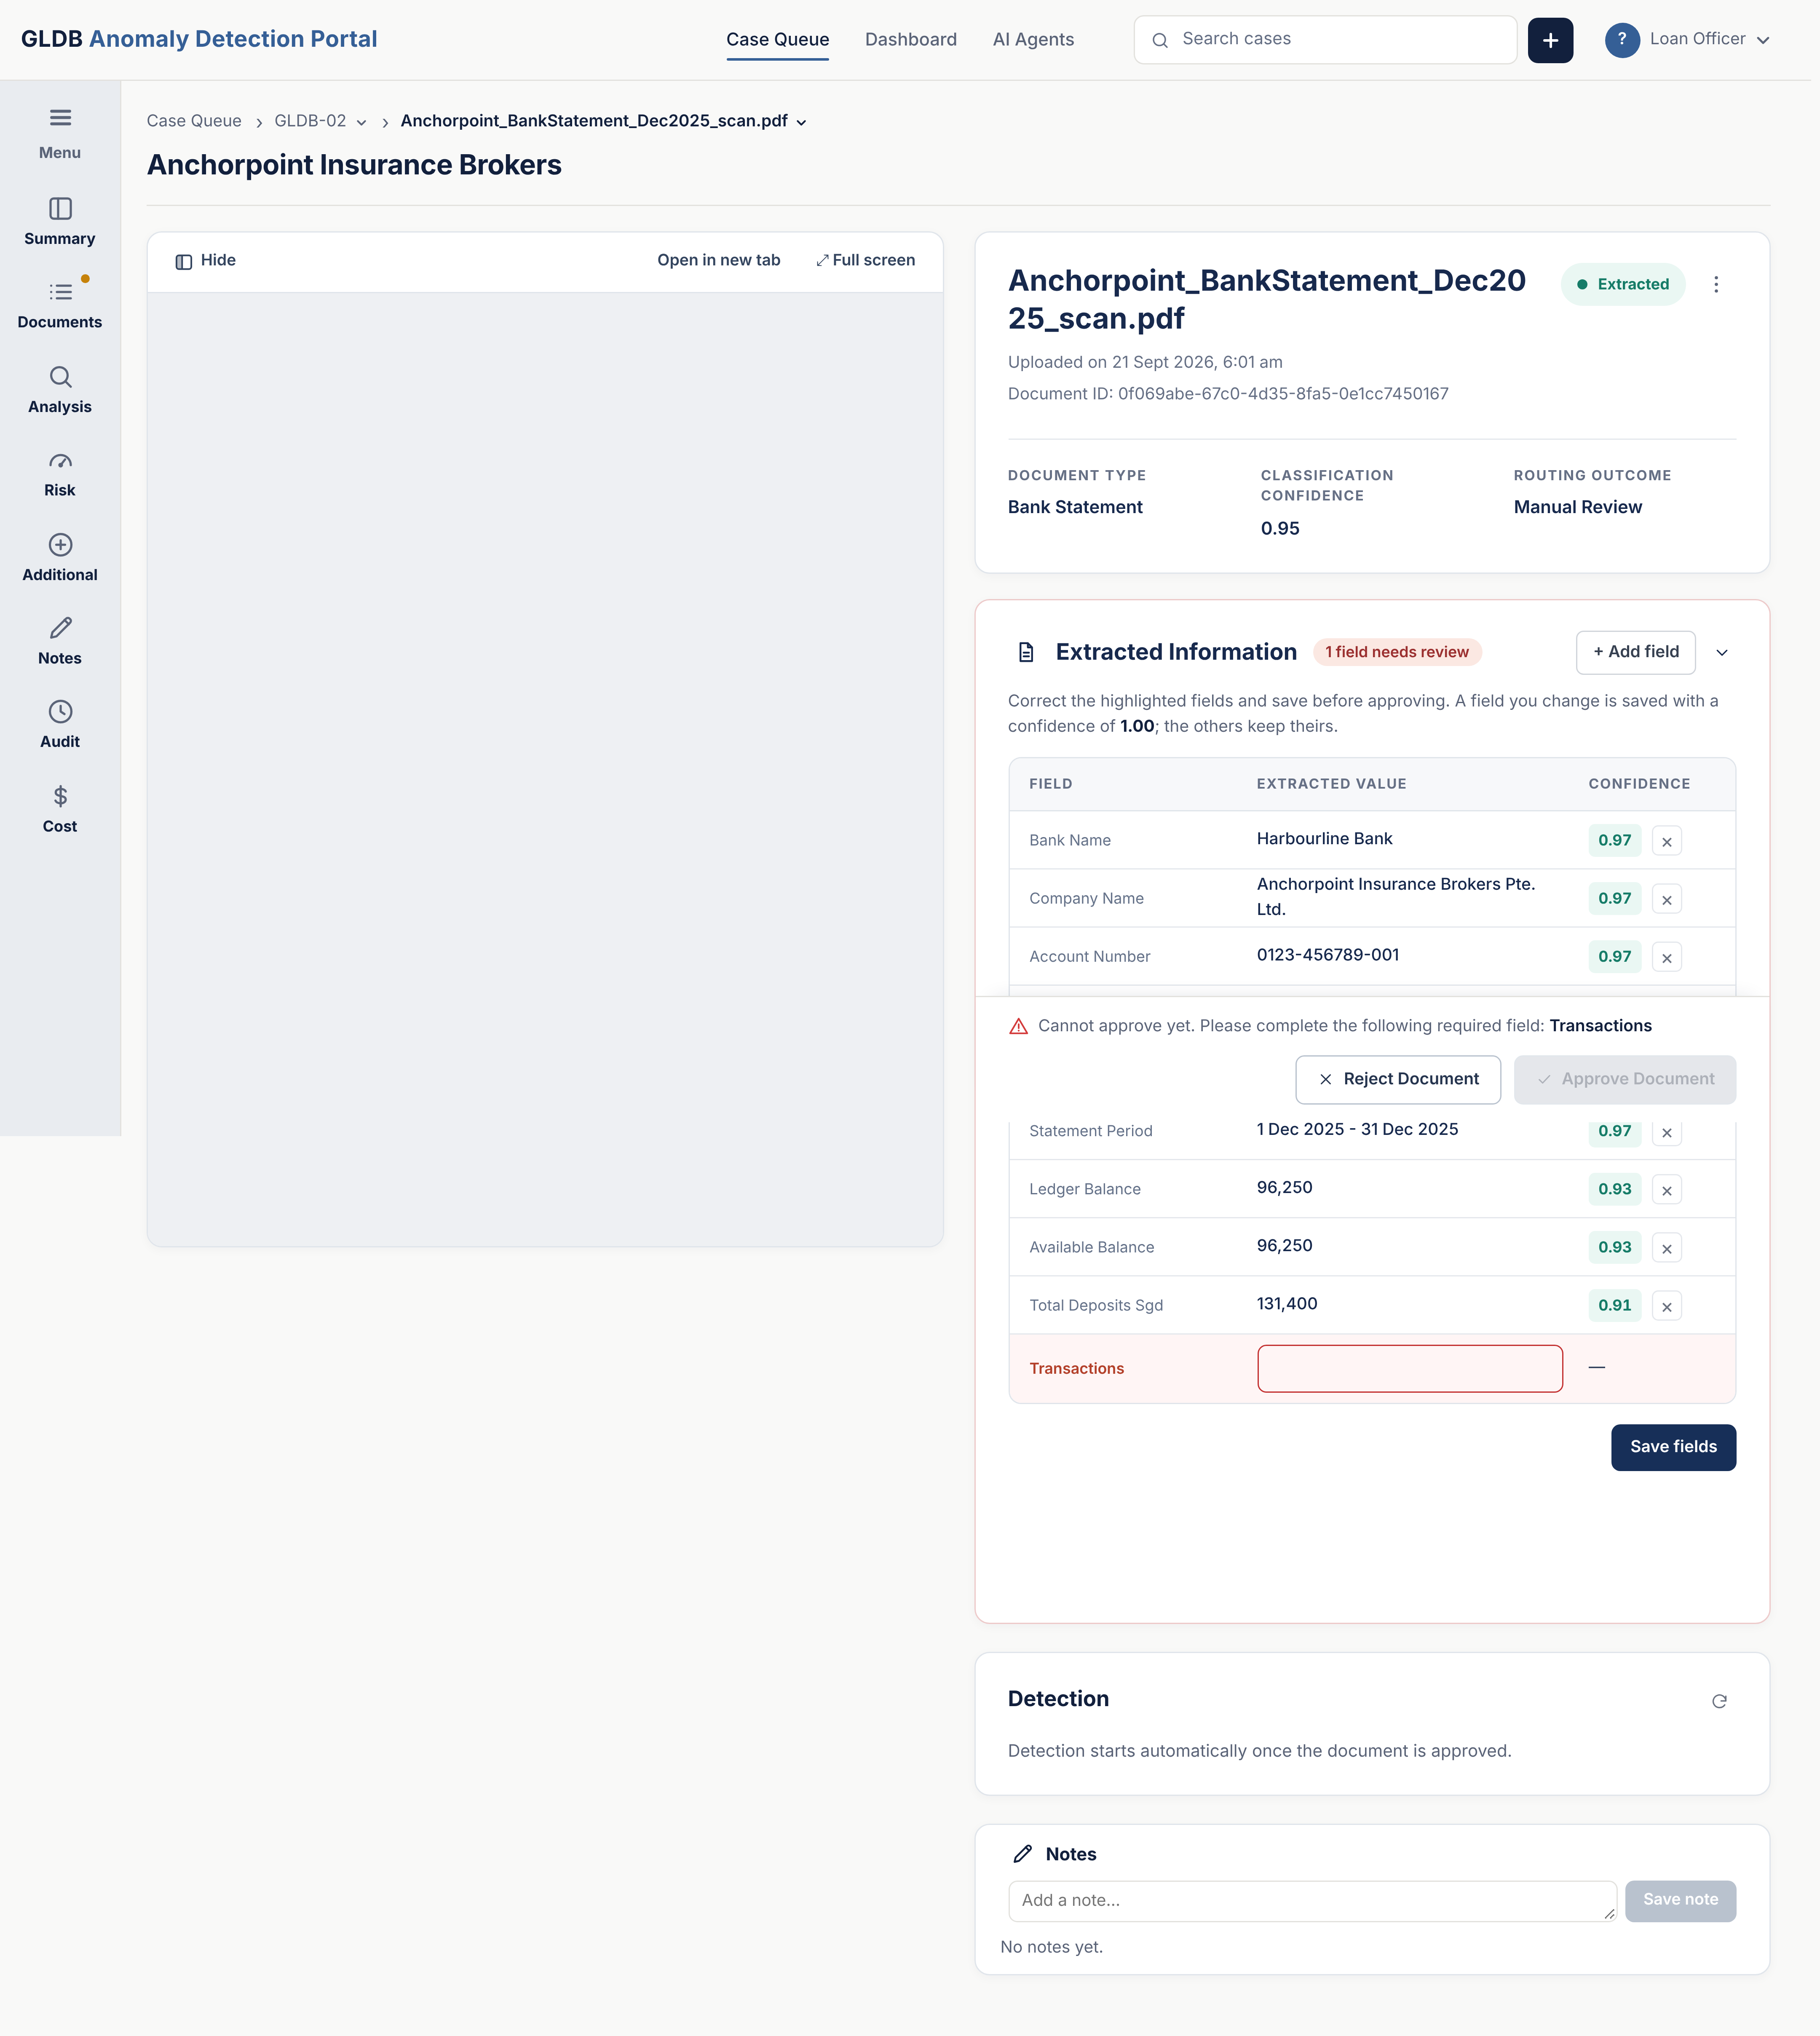 GLDB Anomaly Detection Portal
Case Queue Dashboard AI Agents
Search cases
? Loan Officer
Menu
Summary
Documents
Analysis
Risk
Additional
Notes
Audit
Cost
Case Queue › GLDB-02 › Anchorpoint_BankStatement_Dec2025_scan.pdf
Anchorpoint Insurance Brokers
Hide Open in new tab Full screen
Anchorpoint_BankStatement_Dec20
25_scan.pdf
Extracted
Uploaded on 21 Sept 2026, 6:01 am
Document ID: 0f069abe-67c0-4d35-8fa5-0e1cc7450167
DOCUMENT TYPE
Bank Statement
CLASSIFICATION
CONFIDENCE
0.95
ROUTING OUTCOME
Manual Review
Extracted Information 1 field needs review + Add field
Correct the highlighted fields and save before approving. A field you change is saved with a
confidence of 1.00; the others keep theirs.
FIELD EXTRACTED VALUE CONFIDENCE
Bank Name Harbourline Bank 0.97
Company Name Anchorpoint Insurance Brokers Pte.
Ltd. 0.97
Account Number 0123-456789-001 0.97
Cannot approve yet. Please complete the following required field: Transactions
Reject Document Approve Document
Statement Period 1 Dec 2025 - 31 Dec 2025 0.97
Ledger Balance 96,250 0.93
Available Balance 96,250 0.93
Total Deposits Sgd 131,400 0.91
Transactions —
Save fields
Detection
Detection starts automatically once the document is approved.
Notes
Add a note...
Save note
No notes yet.